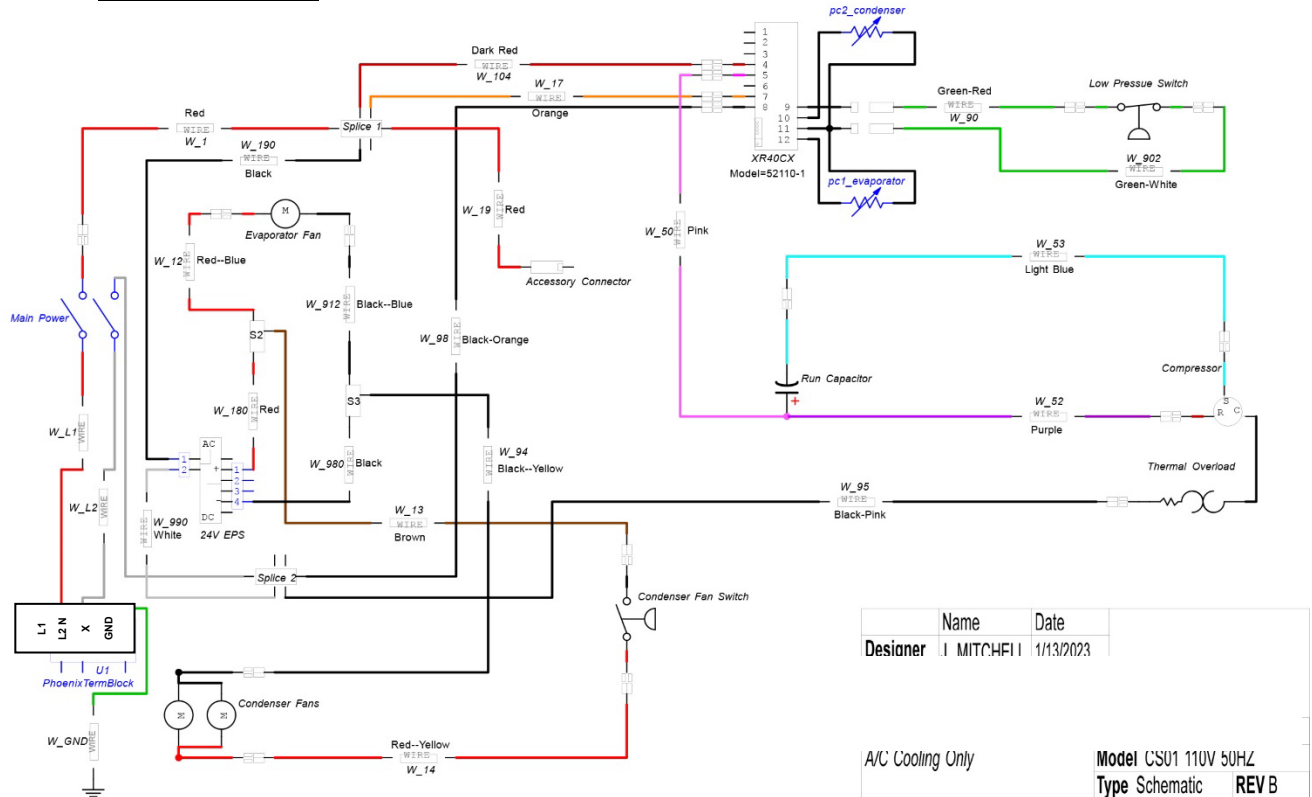 pc2_condenser
1
2
3
4
5
6
7
8
9
10
11
12
XR40CX
Model=52110-1
pc1_evaporator
Dark Red
WIRE
W_104
W_17
WIRE
Orange
Green-Red
WIRE
W_90
Low Pressue Switch
W_902
WIRE
Green-White
Red
WIRE
W_1
Splice 1
W_190
WIRE
Black
W_19
WIRE
Red
Accessory Connector
W_50
WIRE
Pink
W_53
WIRE
Light Blue
M
Evaporator Fan
W_12
WIRE
Red--Blue
W_912
WIRE
Black--Blue
Main Power
S2
W_98
WIRE
Black-Orange
Run Capacitor
+
Compressor
S
R
C
W_52
WIRE
Purple
S3
W_180
WIRE
Red
W_L1
WIRE
AC
1
2
+
1
2
3
4
DC
24V EPS
W_980
WIRE
Black
W_94
WIRE
Black--Yellow
Thermal Overload
W_95
WIRE
Black-Pink
W_L2
WIRE
W_990
WIRE
White
W_13
WIRE
Brown
Splice 2
Condenser Fan Switch
L1
L2 N
X
GND
U1
PhoenixTermBlock
M
M
Condenser Fans
W_GND
WIRE
Red--Yellow
WIRE
W_14
Name Date
Designer J. MITCHELL 1/13/2023
A/C Cooling Only
Model CS01 110V 50HZ
Type Schematic REV B